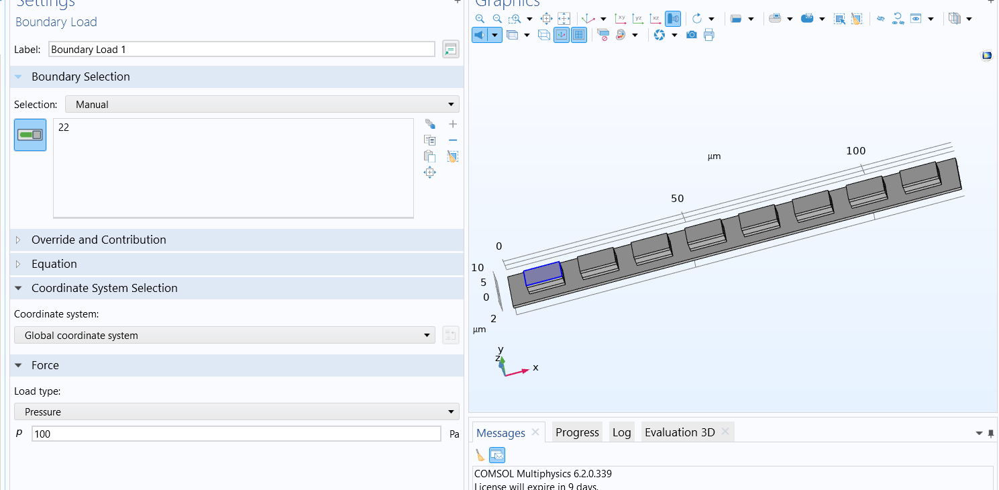 Settings
Boundary Load
Label: Boundary Load 1
Boundary Selection
Selection: Manual
22
Override and Contribution
Equation
Coordinate System Selection
Coordinate system:
Global coordinate system
Force
Load type:
Pressure
p 100 Pa
Graphics
xy yz xz
µm
100
50
0
10
5
0
2
µm
y
z
x
Messages Progress Log Evaluation 3D
COMSOL Multiphysics 6.2.0.339
License will expire in 9 days.